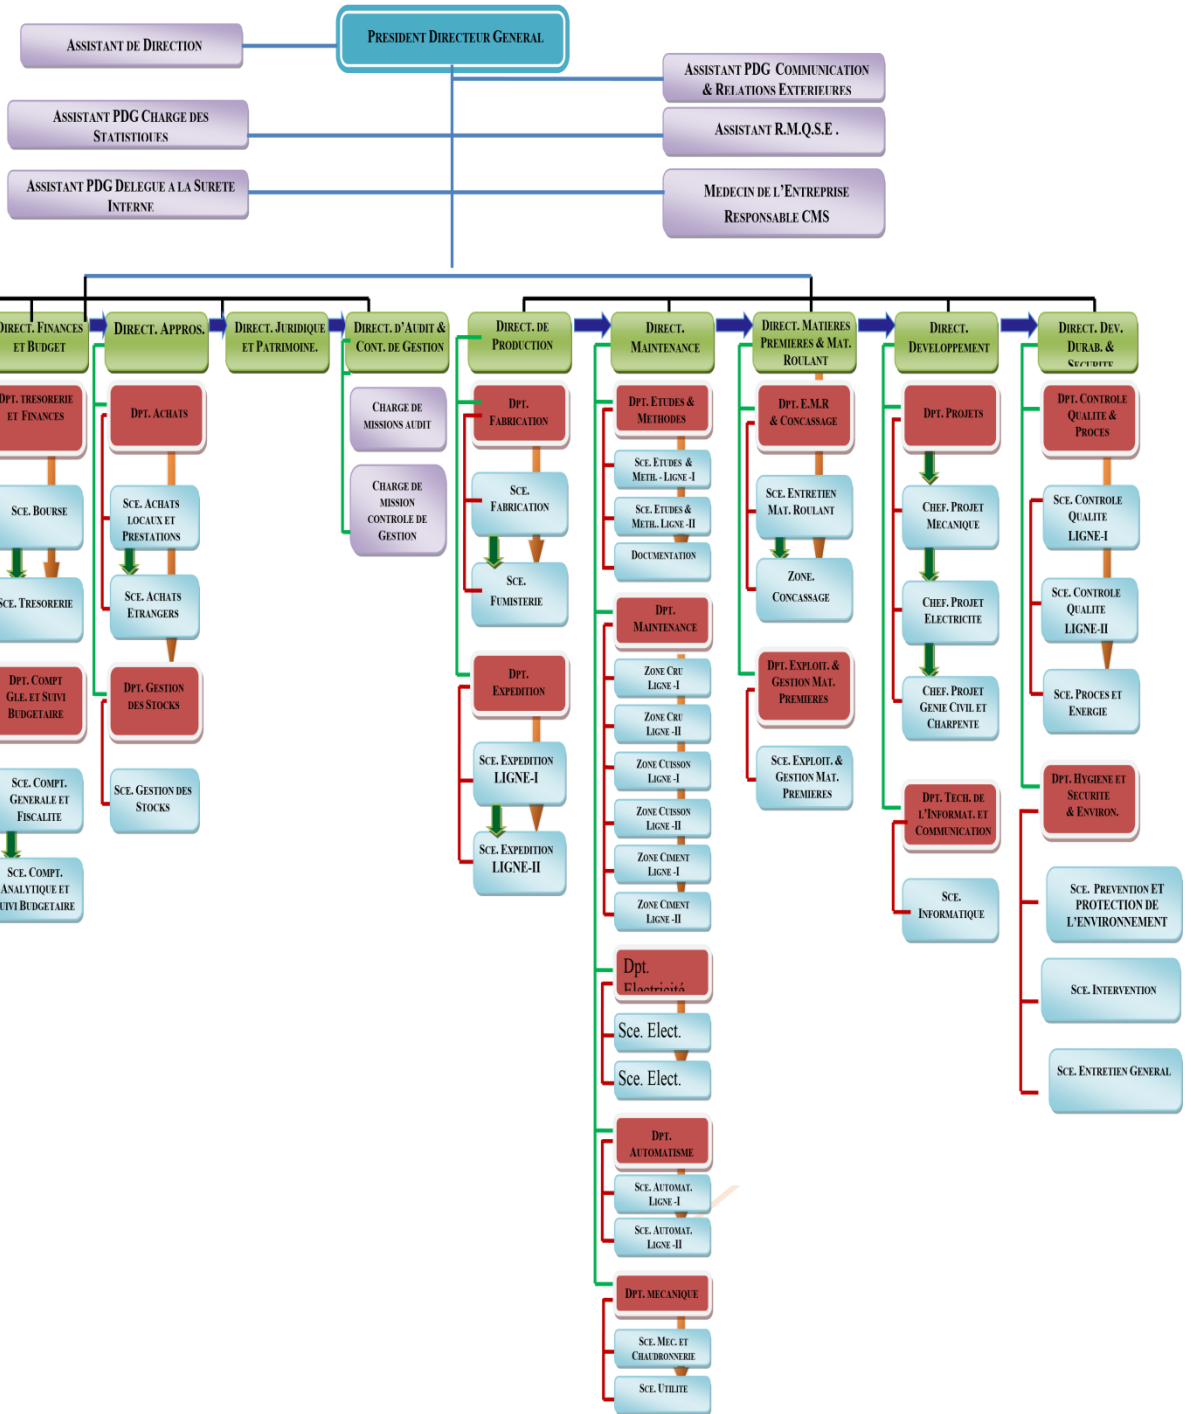 PRESIDENT DIRECTEUR GENERAL
ASSISTANT DE DIRECTION
ASSISTANT PDG COMMUNICATION
& RELATIONS EXTERIEURES
ASSISTANT PDG CHARGE DES
STATISTIQUES
ASSISTANT R.M.Q.S.E .
ASSISTANT PDG DELEGUE A LA SURETE
INTERNE
MEDECIN DE L'ENTREPRISE
RESPONSABLE CMS
DIRECT. FINANCES
ET BUDGET
DIRECT. APPROS.
DIRECT. JURIDIQUE
ET PATRIMOINE.
DIRECT. D'AUDIT &
CONT. DE GESTION
DIRECT. DE
PRODUCTION
DIRECT.
MAINTENANCE
DIRECT. MATIERES
PREMIERES & MAT.
ROULANT
DIRECT.
DEVELOPPEMENT
DIRECT. DEV.
DURAB. &
SECURITE
DPT. TRESORERIE
ET FINANCES
SCE. BOURSE
SCE. TRESORERIE
DPT. COMPT
GLE. ET SUIVI
BUDGETAIRE
SCE. COMPT.
GENERALE ET
FISCALITE
SCE. COMPT.
ANALYTIQUE ET
SUIVI BUDGETAIRE
DPT. ACHATS
SCE. ACHATS
LOCAUX ET
PRESTATIONS
SCE. ACHATS
ETRANGERS
DPT. GESTION
DES STOCKS
SCE. GESTION DES
STOCKS
CHARGE DE
MISSIONS AUDIT
CHARGE DE
MISSION
CONTROLE DE
GESTION
DPT.
FABRICATION
SCE.
FABRICATION
SCE.
FUMISTERIE
DPT.
EXPEDITION
SCE. EXPEDITION
LIGNE-I
SCE. EXPEDITION
LIGNE-II
DPT. ETUDES &
METHODES
SCE. ETUDES &
METH. - LIGNE-I
SCE. ETUDES &
METH. LIGNE-II
DOCUMENTATION
DPT.
MAINTENANCE
ZONE CRU
LIGNE-I
ZONE CRU
LIGNE-II
ZONE CUISSON
LIGNE-I
ZONE CUISSON
LIGNE-II
ZONE CIMENT
LIGNE-I
ZONE CIMENT
LIGNE-II
Dpt.
Electricité
Sce. Elect.
Sce. Elect.
DPT.
AUTOMATISME
SCE. AUTOMAT.
LIGNE -I
SCE. AUTOMAT.
LIGNE -II
DPT. MECANIQUE
SCE. MEC. ET
CHAUDRONNERIE
SCE. UTILITE
DPT. E.M.R
& CONCASSAGE
SCE. ENTRETIEN
MAT. ROULANT
ZONE.
CONCASSAGE
DPT. EXPLOIT. &
GESTION MAT.
PREMIERES
SCE. EXPLOIT. &
GESTION MAT.
PREMIERES
DPT. PROJETS
CHEF. PROJET
MECANIQUE
CHEF. PROJET
ELECTRICITE
CHEF. PROJET
GENIE CIVIL ET
CHARPENTE
DPT. TECH. DE
L'INFORMAT. ET
COMMUNICATION
SCE.
INFORMATIQUE
DPT. CONTROLE
QUALITE &
PROCES
SCE. CONTROLE
QUALITE
LIGNE-I
SCE. CONTROLE
QUALITE
LIGNE-II
SCE. PROCES ET
ENERGIE
DPT. HYGIENE ET
SECURITE
& ENVIRON.
SCE. PREVENTION ET
PROTECTION DE
L'ENVIRONNEMENT
SCE. INTERVENTION
SCE. ENTRETIEN GENERAL